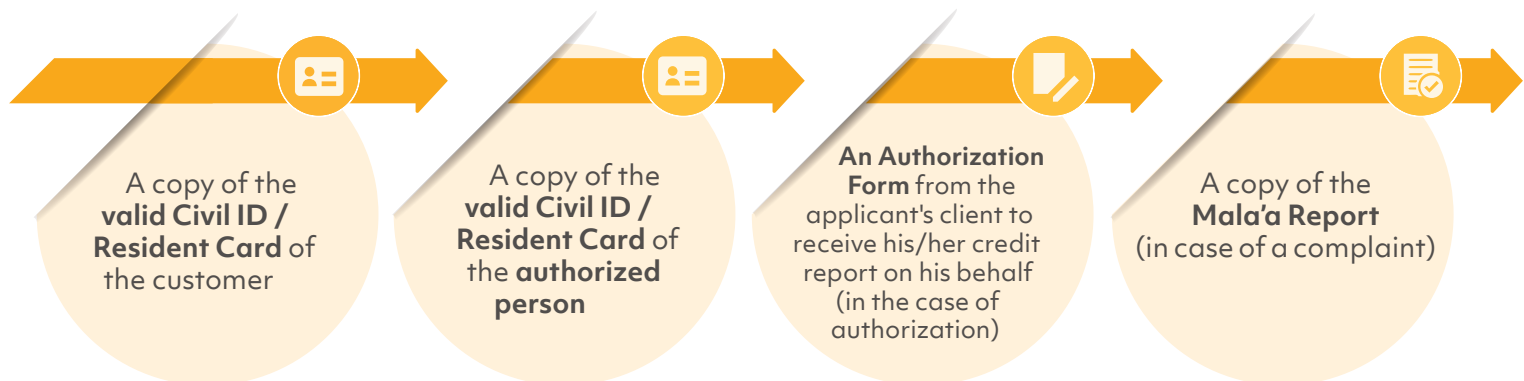 A copy of the
valid Civil ID /
Resident Card of
the customer
A copy of the
valid Civil ID /
Resident Card of
the authorized
person
An Authorization
Form from the
applicant's client to
receive his/her credit
report on his behalf
(in the case of
authorization)
A copy of the
Mala’a Report
(in case of a complaint)